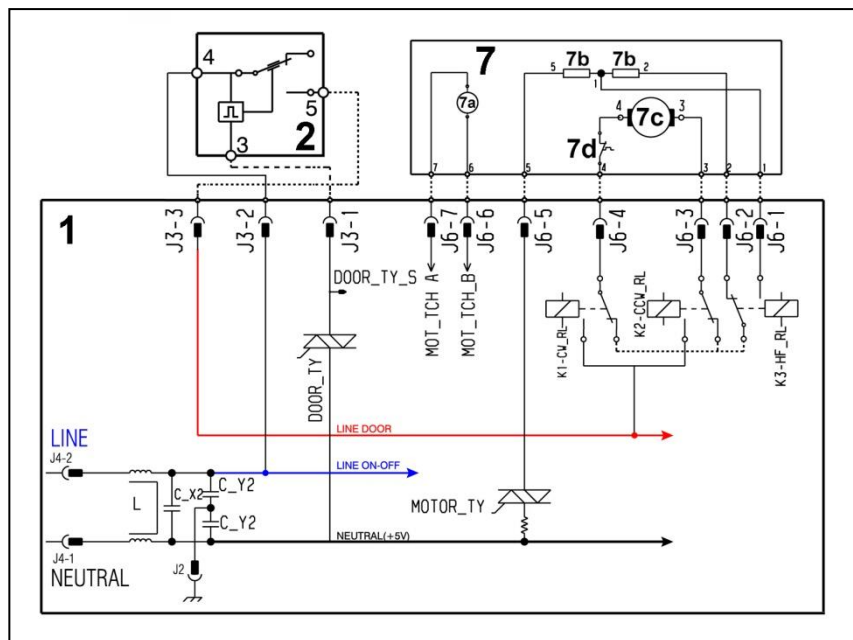 4
5
3
2
7
7a
5
7b
7b
2
1
4
7c
3
7d
7
6
5
4
3
2
1
1
J3-3
J3-2
J3-1
J6-7
J6-6
J6-5
J6-4
J6-3
J6-2
J6-1
DOOR_TY_S
MOT_TCH A
MOT_TCH_B
DOOR_TY
K1-CW_RL
K2-CCW_RL
K3-HF_RL
LINE DOOR
LINE
J4-2
LINE ON-OFF
L
C_X2
C_Y2
C_Y2
MOTOR_TY
NEUTRAL(+5V)
J4-1
J2
NEUTRAL